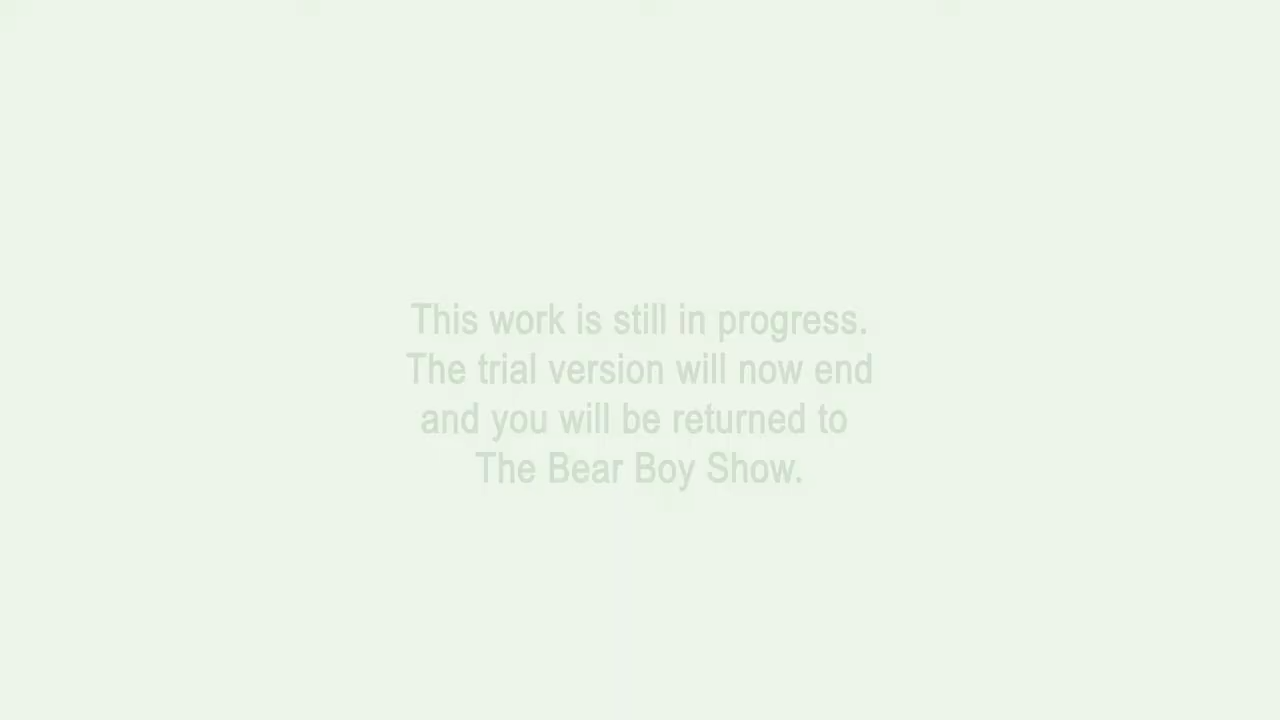 This work is still in progress.
The trial version will now end
and you will be returned to
The Bear Boy Show.